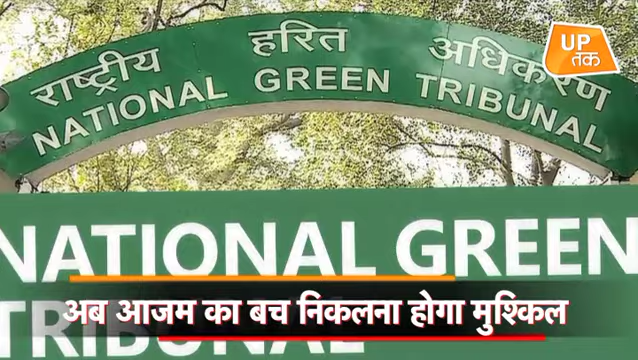 UP
तक
राष्ट्रीय हरित अधिकरण
NATIONAL GREEN TRIBUNAL
NATIONAL GREEN
TRIBUNAL
अब आजम का बच निकलना होगा मुश्किल